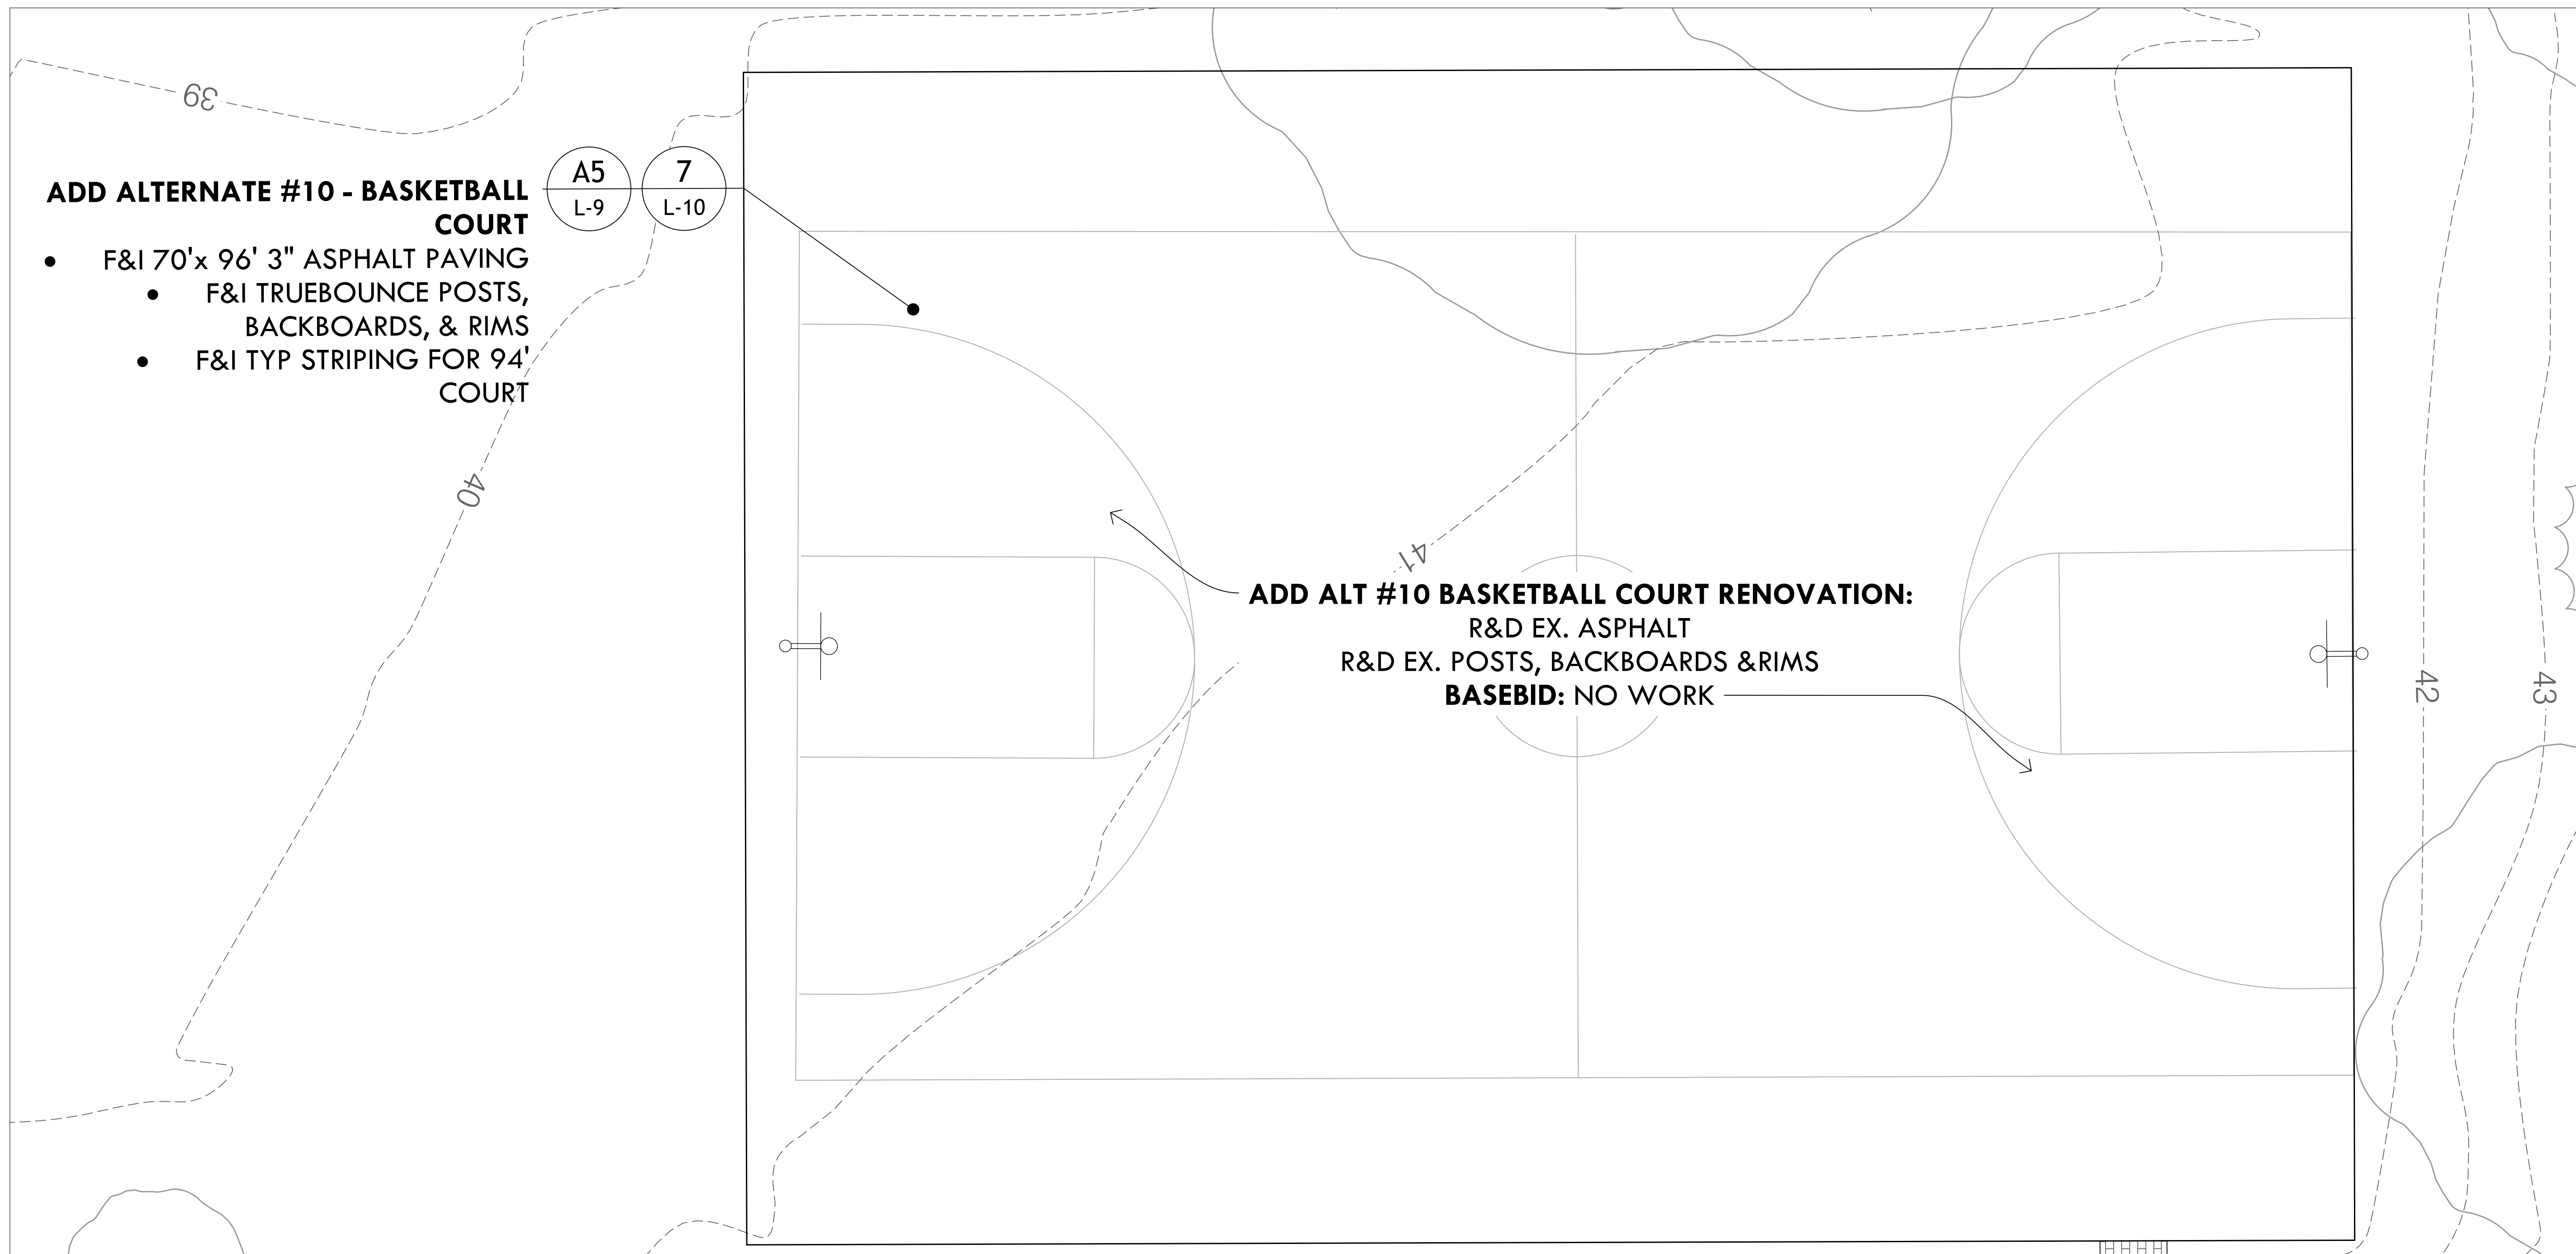 39
ADD ALTERNATE #10 - BASKETBALL
COURT
• F&I 70'x 96' 3" ASPHALT PAVING
• F&I TRUEBOUNCE POSTS,
BACKBOARDS, & RIMS
• F&I TYP STRIPING FOR 94'
COURT
A5
L-9
7
L-10
40
41
ADD ALT #10 BASKETBALL COURT RENOVATION:
R&D EX. ASPHALT
R&D EX. POSTS, BACKBOARDS &RIMS
BASEBID: NO WORK
42
43